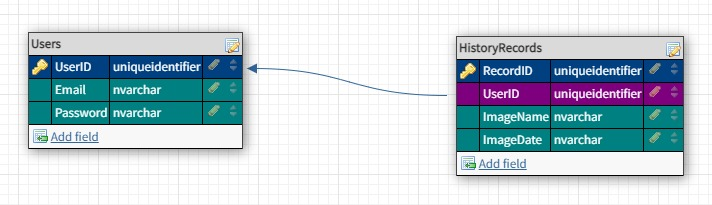 Users
UserID uniqueidentifier
Email nvarchar
Password nvarchar
Add field
HistoryRecords
RecordID uniqueidentifier
UserID uniqueidentifier
ImageName nvarchar
ImageDate nvarchar
Add field